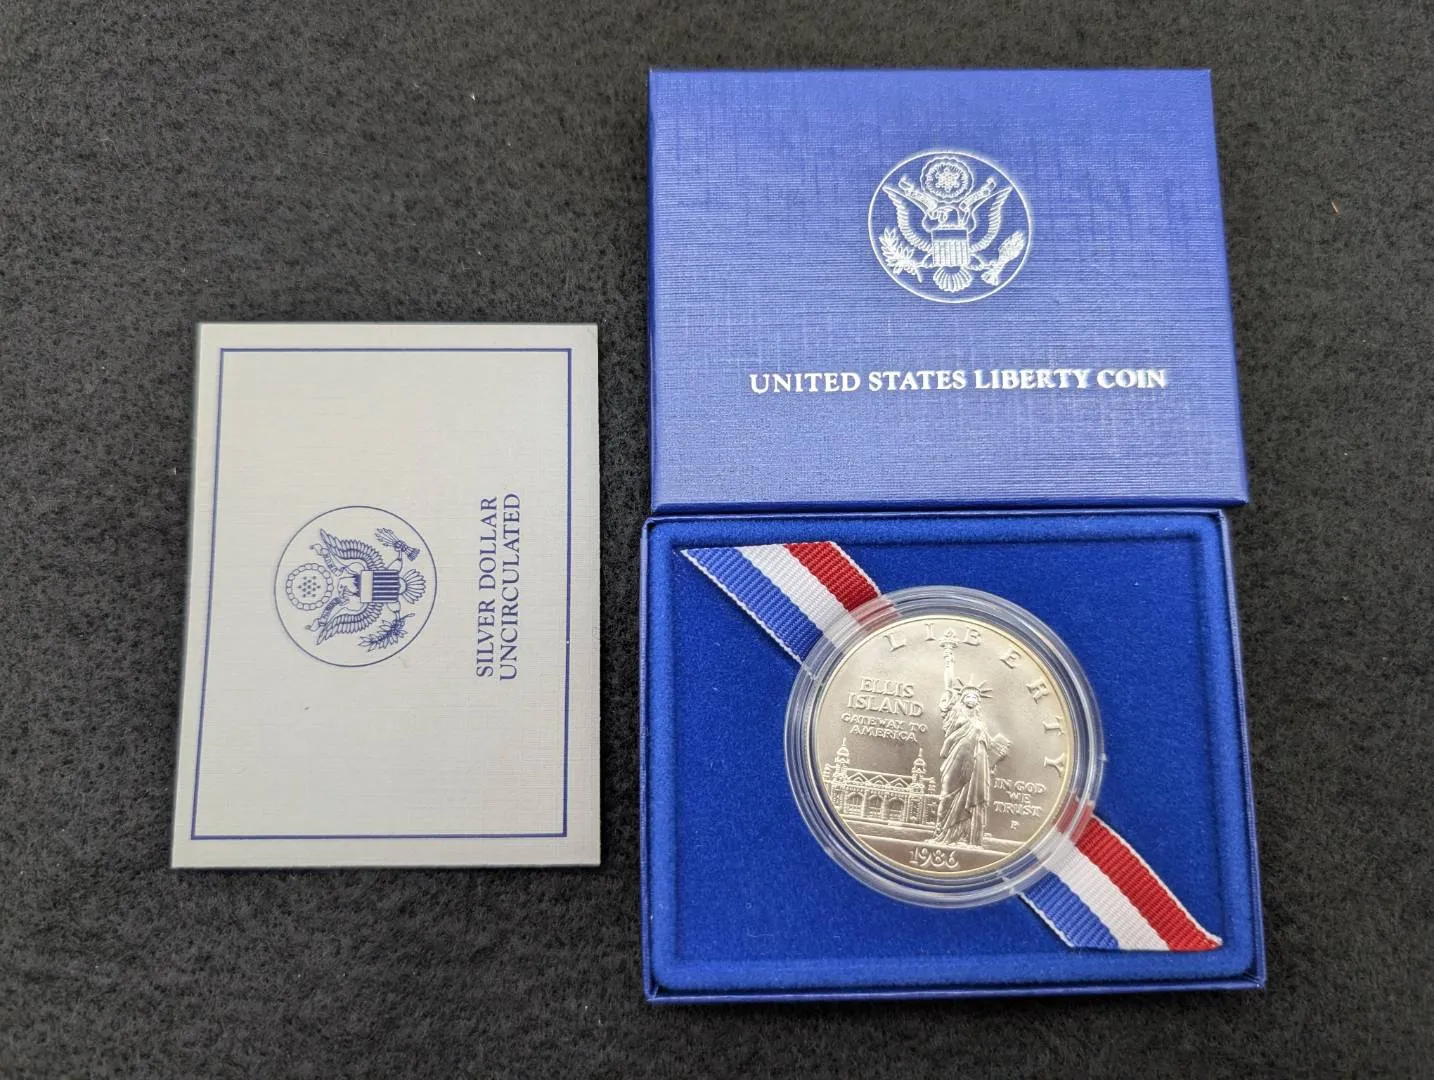 UNITED STATES LIBERTY COIN
SILVER DOLLAR
UNCIRCULATED
LIBERTY
ELLIS
ISLAND
GATEWAY TO
AMERICA
IN GOD
WE
TRUST
P
1986